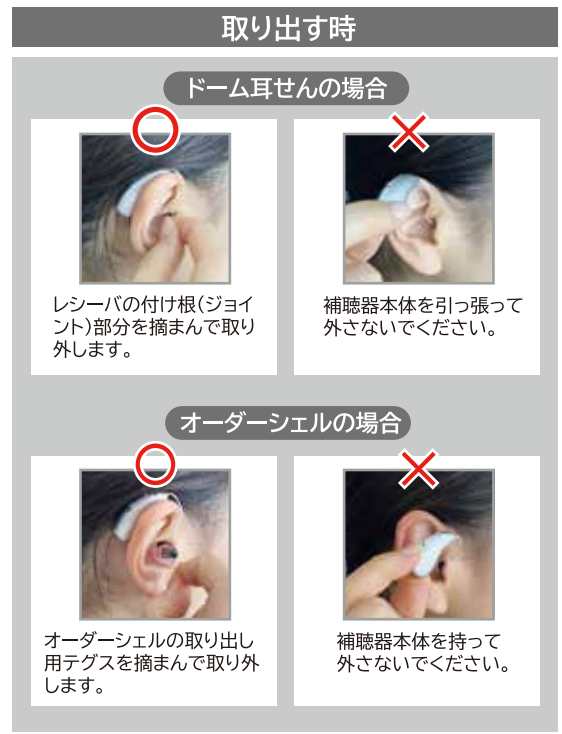 取り出す時
ドーム耳せんの場合
レシーバの付け根(ジョイ
ント)部分を摘まんで取り
外します。
補聴器本体を引っ張って
外さないでください。
オーダーシェルの場合
オーダーシェルの取り出し
用テグスを摘まんで取り外
します。
補聴器本体を持って
外さないでください。